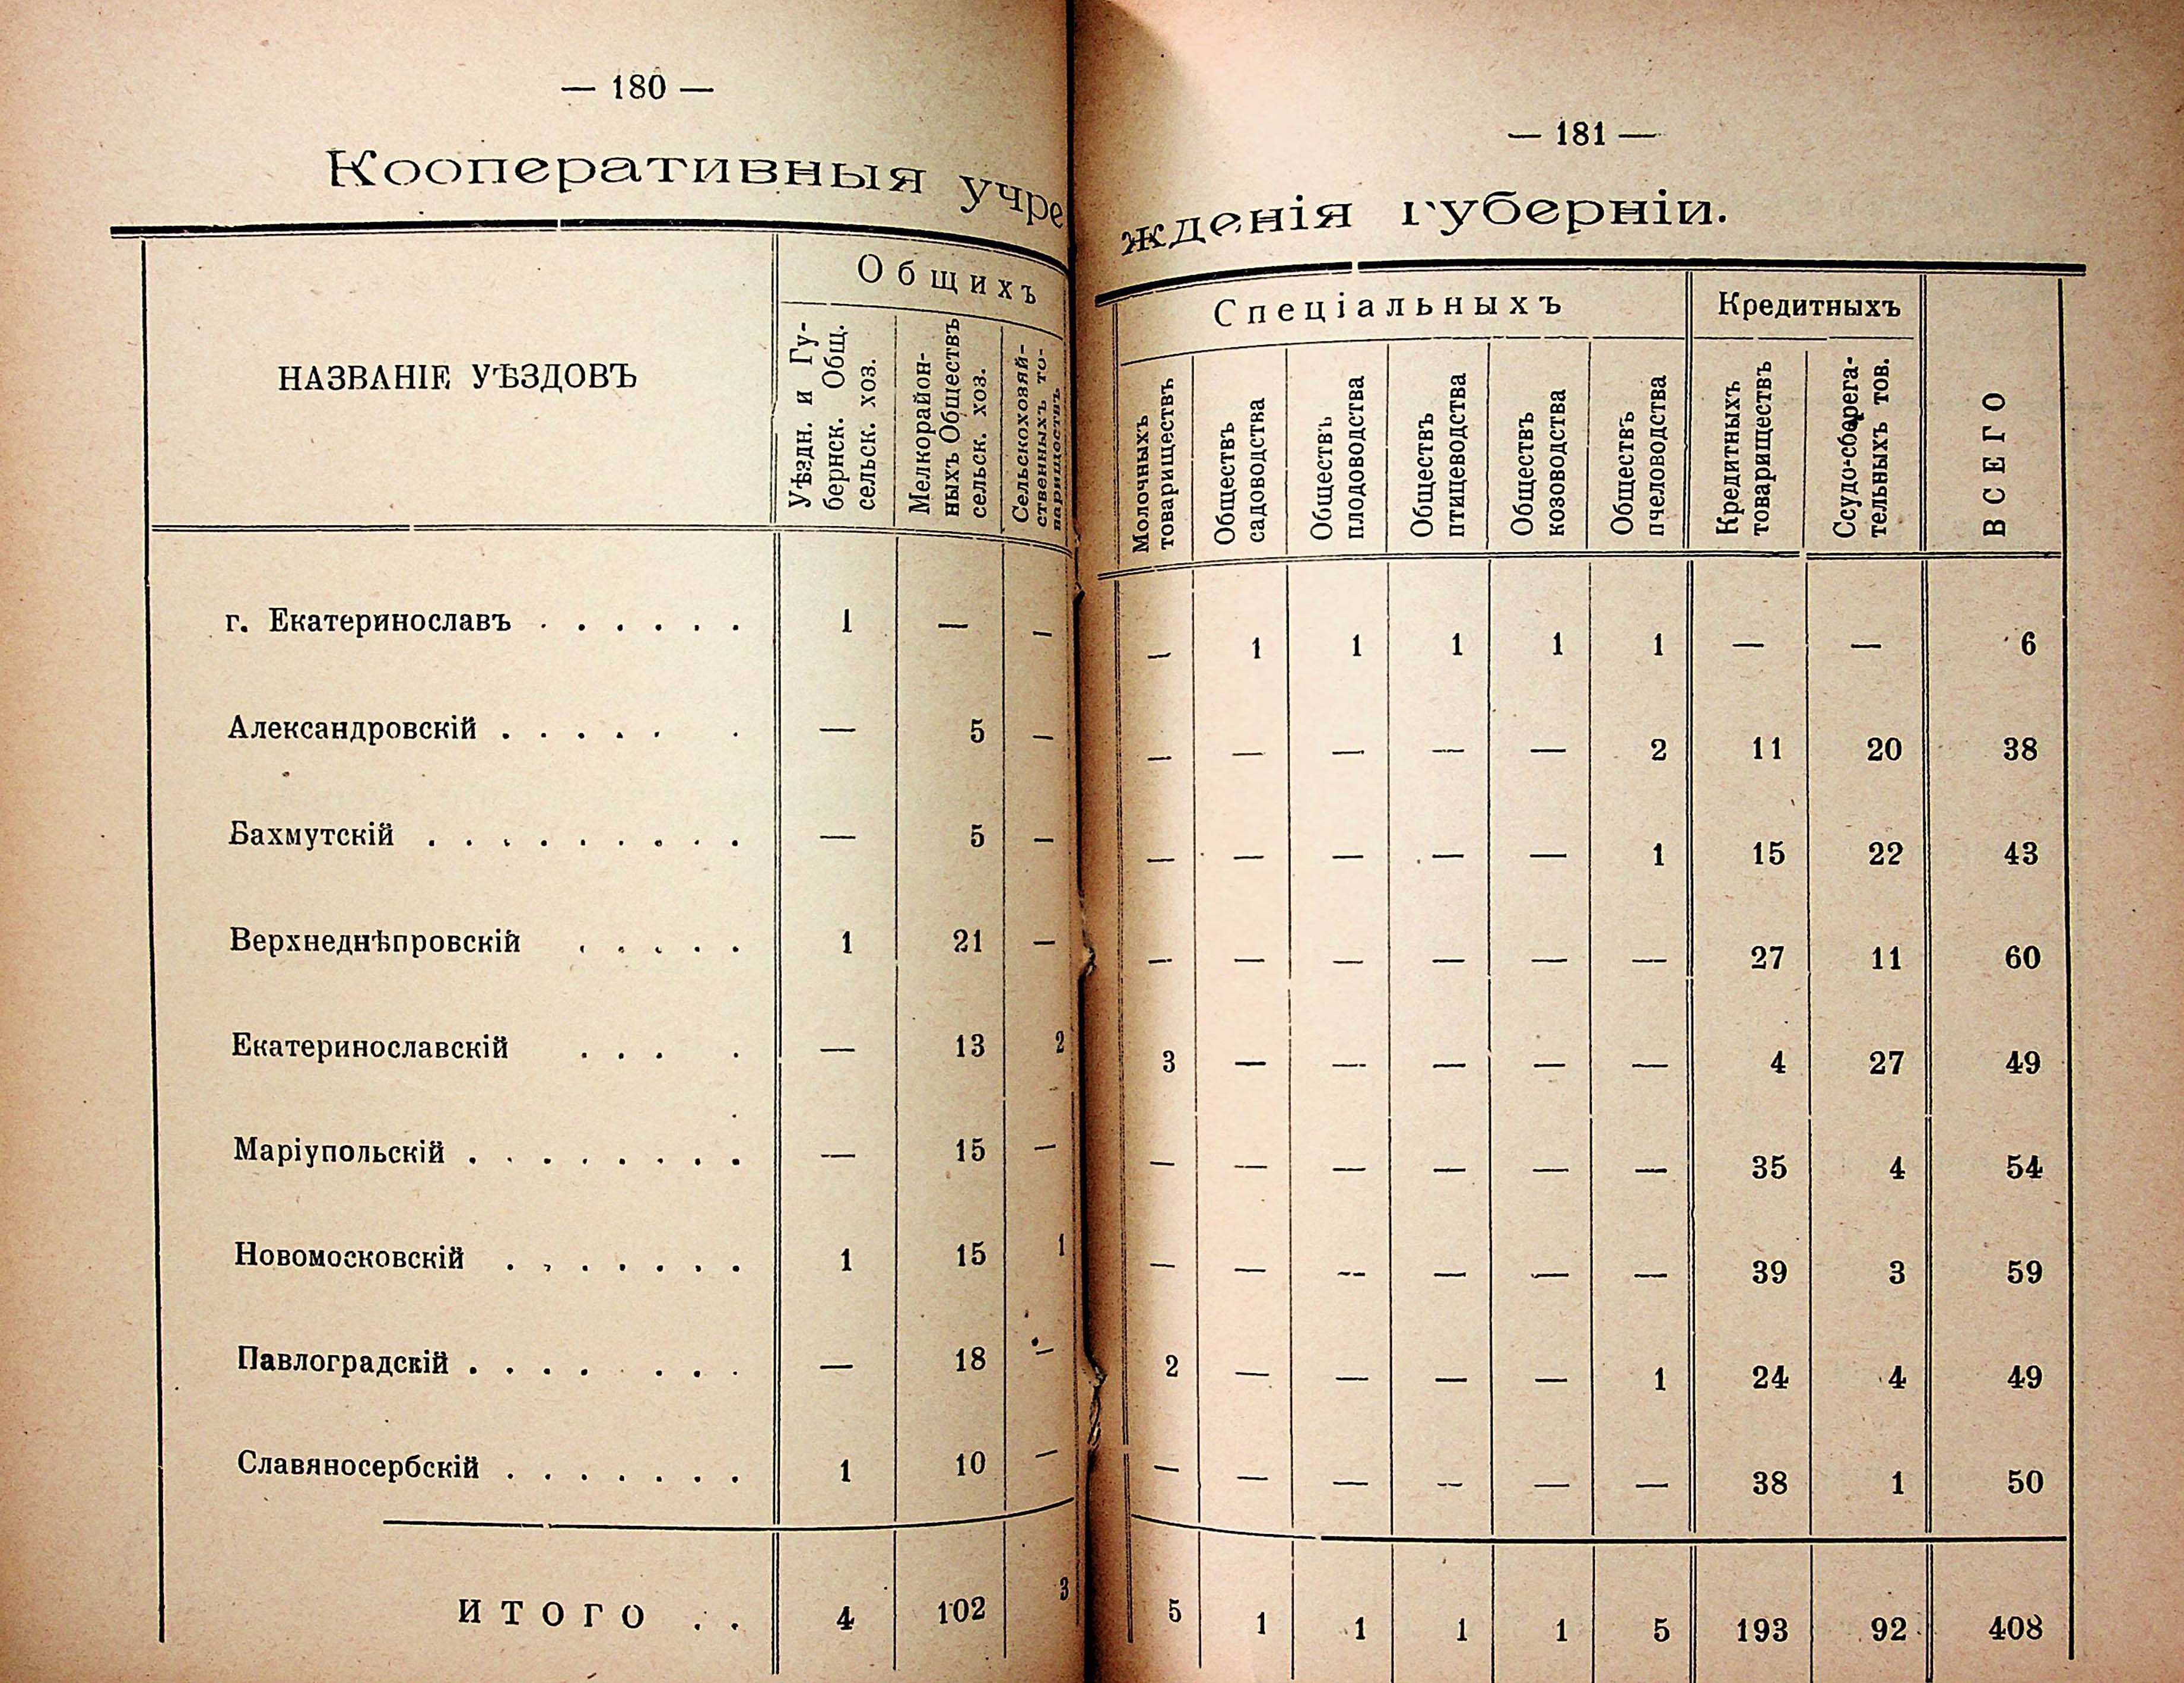 — 180 —
Кооперативныя учре
НАЗВАНІЕ УѢЗДОВЪ
Общихъ
Уѣздн. и Гу-
бернск. Общ.
сельск. хоз.
Мелкорайон-
ныхъ Обществъ
сельск. хоз.
Сельскохозяй-
ственныхъ то-
вариществъ
г. Екатеринославъ . . . . . . 1 — —
Александровскій . . . . . . — 5 —
Бахмутскій . . . . . . . . . — 5 —
Верхнеднѣпровскій . . . . . 1 21 —
Екатеринославскій . . . . — 13 2
Маріупольскій . . . . . . . . — 15 —
Новомосковскій . . . . . . . 1 15 1
Павлоградскій . . . . . . . — 18 —
Славяносербскій . . . . . . . 1 10 —
ИТОГО . . 4 102 3
— 181 —
жденія губерніи.
Спеціальныхъ
Кредитныхъ
ВСЕГО
Молочныхъ
товариществъ
Обществъ
садоводства
Обществъ
плодоводства
Обществъ
птицеводства
Обществъ
козоводства
Обществъ
пчеловодства
Кредитныхъ
товариществъ
Ссудо-сберега-
тельныхъ тов.
— 1 1 1 1 1 — — 6
— — — — — 2 11 20 38
— — — — — 1 15 22 43
— — — — — — 27 11 60
3 — — — — — 4 27 49
— — — — — — 35 4 54
— — — — — — 39 3 59
2 — — — — 1 24 4 49
— — — — — — 38 1 50
5 1 1 1 1 5 193 92 408